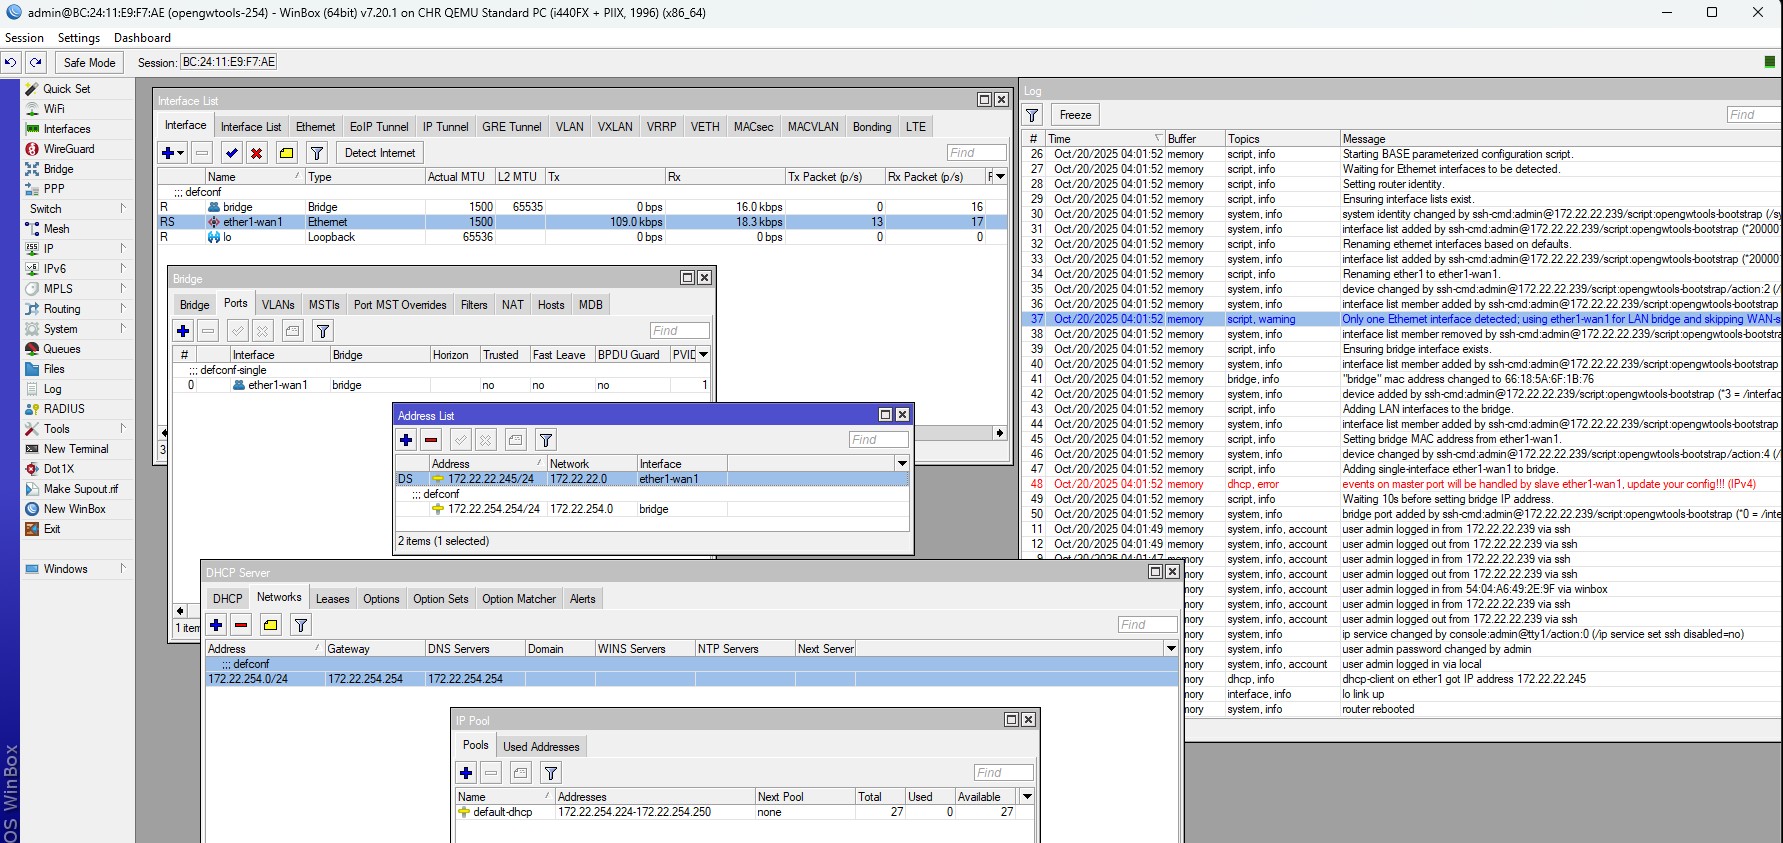 admin@BC:24:11:E9:F7:AE (opengwtools-254) - WinBox (64bit) v7.20.1 on CHR QEMU Standard PC (i440FX + PIIX, 1996) (x86_64)
Session Settings Dashboard
Safe Mode Session: BC:24:11:E9:F7:AE
Quick Set
WiFi
Interfaces
WireGuard
Bridge
PPP
Switch
Mesh
IP
IPv6
MPLS
Routing
System
Queues
Files
Log
RADIUS
Tools
New Terminal
Dot1X
Make Supout.rif
New WinBox
Exit
Windows
OS WinBox
Interface List
Interface Interface List Ethernet EoIP Tunnel IP Tunnel GRE Tunnel VLAN VXLAN VRRP VETH MACsec MACVLAN Bonding LTE
Detect Internet Find
Name Type Actual MTU L2 MTU Tx Rx Tx Packet (p/s) Rx Packet (p/s) F
;;; defconf
R bridge Bridge 1500 65535 0 bps 16.0 kbps 0 16
RS ether1-wan1 Ethernet 1500 109.0 kbps 18.3 kbps 13 17
R lo Loopback 65536 0 bps 0 bps 0 0
3
Bridge
Bridge Ports VLANs MSTIs Port MST Overrides Filters NAT Hosts MDB
Find
# Interface Bridge Horizon Trusted Fast Leave BPDU Guard PVID
;;; defconf-single
0 ether1-wan1 bridge no no no 1
1 item
Address List
Find
Address Network Interface
DS 172.22.22.245/24 172.22.22.0 ether1-wan1
;;; defconf
172.22.254.254/24 172.22.254.0 bridge
2 items (1 selected)
DHCP Server
DHCP Networks Leases Options Option Sets Option Matcher Alerts
Find
Address Gateway DNS Servers Domain WINS Servers NTP Servers Next Server
;;; defconf
172.22.254.0/24 172.22.254.254 172.22.254.254
IP Pool
Pools Used Addresses
Find
Name Addresses Next Pool Total Used Available
default-dhcp 172.22.254.224-172.22.254.250 none 27 0 27
Log
Freeze Find
# Time Buffer Topics Message
26 Oct/20/2025 04:01:52 memory script, info Starting BASE parameterized configuration script.
27 Oct/20/2025 04:01:52 memory script, info Waiting for Ethernet interfaces to be detected.
28 Oct/20/2025 04:01:52 memory script, info Setting router identity.
29 Oct/20/2025 04:01:52 memory script, info Ensuring interface lists exist.
30 Oct/20/2025 04:01:52 memory system, info system identity changed by ssh-cmd:admin@172.22.22.239/script:opengwtools-bootstrap (/sy
31 Oct/20/2025 04:01:52 memory system, info interface list added by ssh-cmd:admin@172.22.22.239/script:opengwtools-bootstrap (*20000
32 Oct/20/2025 04:01:52 memory script, info Renaming ethernet interfaces based on defaults.
33 Oct/20/2025 04:01:52 memory system, info interface list added by ssh-cmd:admin@172.22.22.239/script:opengwtools-bootstrap (*20000
34 Oct/20/2025 04:01:52 memory script, info Renaming ether1 to ether1-wan1.
35 Oct/20/2025 04:01:52 memory system, info device changed by ssh-cmd:admin@172.22.22.239/script:opengwtools-bootstrap/action:2 (/
36 Oct/20/2025 04:01:52 memory system, info interface list member added by ssh-cmd:admin@172.22.22.239/script:opengwtools-bootstrap
37 Oct/20/2025 04:01:52 memory script, warning Only one Ethernet interface detected; using ether1-wan1 for LAN bridge and skipping WAN-s
38 Oct/20/2025 04:01:52 memory system, info interface list member removed by ssh-cmd:admin@172.22.22.239/script:opengwtools-bootstra
39 Oct/20/2025 04:01:52 memory script, info Ensuring bridge interface exists.
40 Oct/20/2025 04:01:52 memory system, info interface list member added by ssh-cmd:admin@172.22.22.239/script:opengwtools-bootstrap
41 Oct/20/2025 04:01:52 memory bridge, info "bridge" mac address changed to 66:18:5A:6F:1B:76
42 Oct/20/2025 04:01:52 memory system, info device added by ssh-cmd:admin@172.22.22.239/script:opengwtools-bootstrap (*3 = /interfac
43 Oct/20/2025 04:01:52 memory script, info Adding LAN interfaces to the bridge.
44 Oct/20/2025 04:01:52 memory system, info interface list member added by ssh-cmd:admin@172.22.22.239/script:opengwtools-bootstrap
45 Oct/20/2025 04:01:52 memory script, info Setting bridge MAC address from ether1-wan1.
46 Oct/20/2025 04:01:52 memory system, info device changed by ssh-cmd:admin@172.22.22.239/script:opengwtools-bootstrap/action:4 (/
47 Oct/20/2025 04:01:52 memory script, info Adding single-interface ether1-wan1 to bridge.
48 Oct/20/2025 04:01:52 memory dhcp, error events on master port will be handled by slave ether1-wan1, update your config!!! (IPv4)
49 Oct/20/2025 04:01:52 memory script, info Waiting 10s before setting bridge IP address.
50 Oct/20/2025 04:01:52 memory system, info bridge port added by ssh-cmd:admin@172.22.22.239/script:opengwtools-bootstrap (*0 = /inte
11 Oct/20/2025 04:01:49 memory system, info, account user admin logged in from 172.22.22.239 via ssh
12 Oct/20/2025 04:01:49 memory system, info, account user admin logged out from 172.22.22.239 via ssh
9 Oct/20/2025 04:01:47 memory system, info, account user admin logged in from 172.22.22.239 via ssh
mory system, info, account user admin logged out from 172.22.22.239 via ssh
mory system, info, account user admin logged in from 54:04:A6:49:2E:9F via winbox
mory system, info, account user admin logged in from 172.22.22.239 via ssh
mory system, info, account user admin logged out from 172.22.22.239 via ssh
mory system, info ip service changed by console:admin@tty1/action:0 (/ip service set ssh disabled=no)
mory system, info user admin password changed by admin
mory system, info, account user admin logged in via local
mory dhcp, info dhcp-client on ether1 got IP address 172.22.22.245
mory interface, info lo link up
mory system, info router rebooted